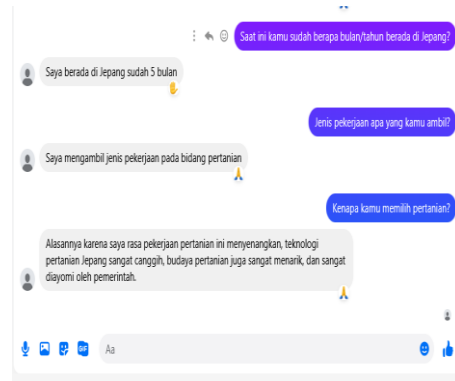 Saat ini kamu sudah berapa bulan/tahun berada di Jepang?
Saya berada di Jepang sudah 5 bulan
Jenis pekerjaan apa yang kamu ambil?
Saya mengambil jenis pekerjaan pada bidang pertanian
Kenapa kamu memilih pertanian?
Alasannya karena saya rasa pekerjaan pertanian ini menyenangkan, teknologi
pertanian Jepang sangat canggih, budaya pertanian juga sangat menarik, dan sangat
diayomi oleh pemerintah.
GIF
Aa